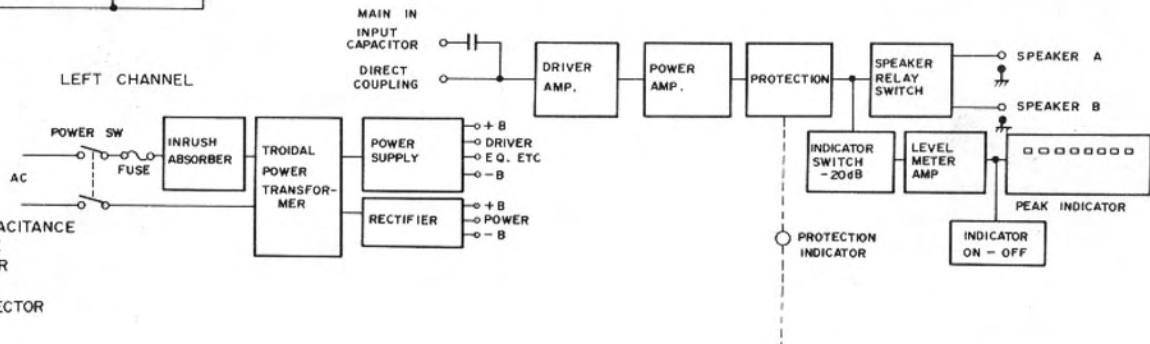 MAIN IN
INPUT
CAPACITOR
DIRECT
COUPLING
DRIVER
AMP.
POWER
AMP.
PROTECTION
SPEAKER
RELAY
SWITCH
SPEAKER A
SPEAKER B
LEFT CHANNEL
POWER SW
FUSE
AC
INRUSH
ABSORBER
TROIDAL
POWER
TRANSFOR-
MER
POWER
SUPPLY
+B
DRIVER
EQ. ETC
-B
RECTIFIER
+B
POWER
-B
INDICATOR
SWITCH
-20dB
LEVEL
METER
AMP
PEAK INDICATOR
INDICATOR
ON - OFF
PROTECTION
INDICATOR
ACITANCE
R
ECTOR